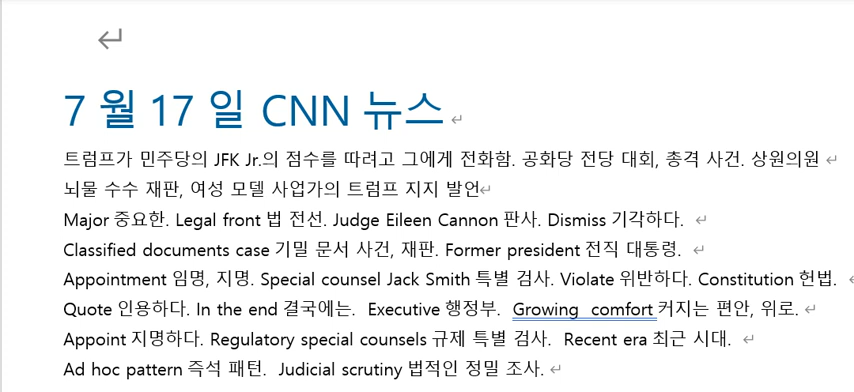 7 월 17 일 CNN 뉴스
트럼프가 민주당의 JFK Jr.의 점수를 따려고 그에게 전화함. 공화당 전당 대회, 총격 사건. 상원의원
뇌물 수수 재판, 여성 모델 사업가의 트럼프 지지 발언
Major 중요한. Legal front 법 전선. Judge Eileen Cannon 판사. Dismiss 기각하다.
Classified documents case 기밀 문서 사건, 재판. Former president 전직 대통령.
Appointment 임명, 지명. Special counsel Jack Smith 특별 검사. Violate 위반하다. Constitution 헌법.
Quote 인용하다. In the end 결국에는. Executive 행정부. Growing comfort 커지는 편안, 위로.
Appoint 지명하다. Regulatory special counsels 규제 특별 검사. Recent era 최근 시대.
Ad hoc pattern 즉석 패턴. Judicial scrutiny 법적인 정밀 조사.